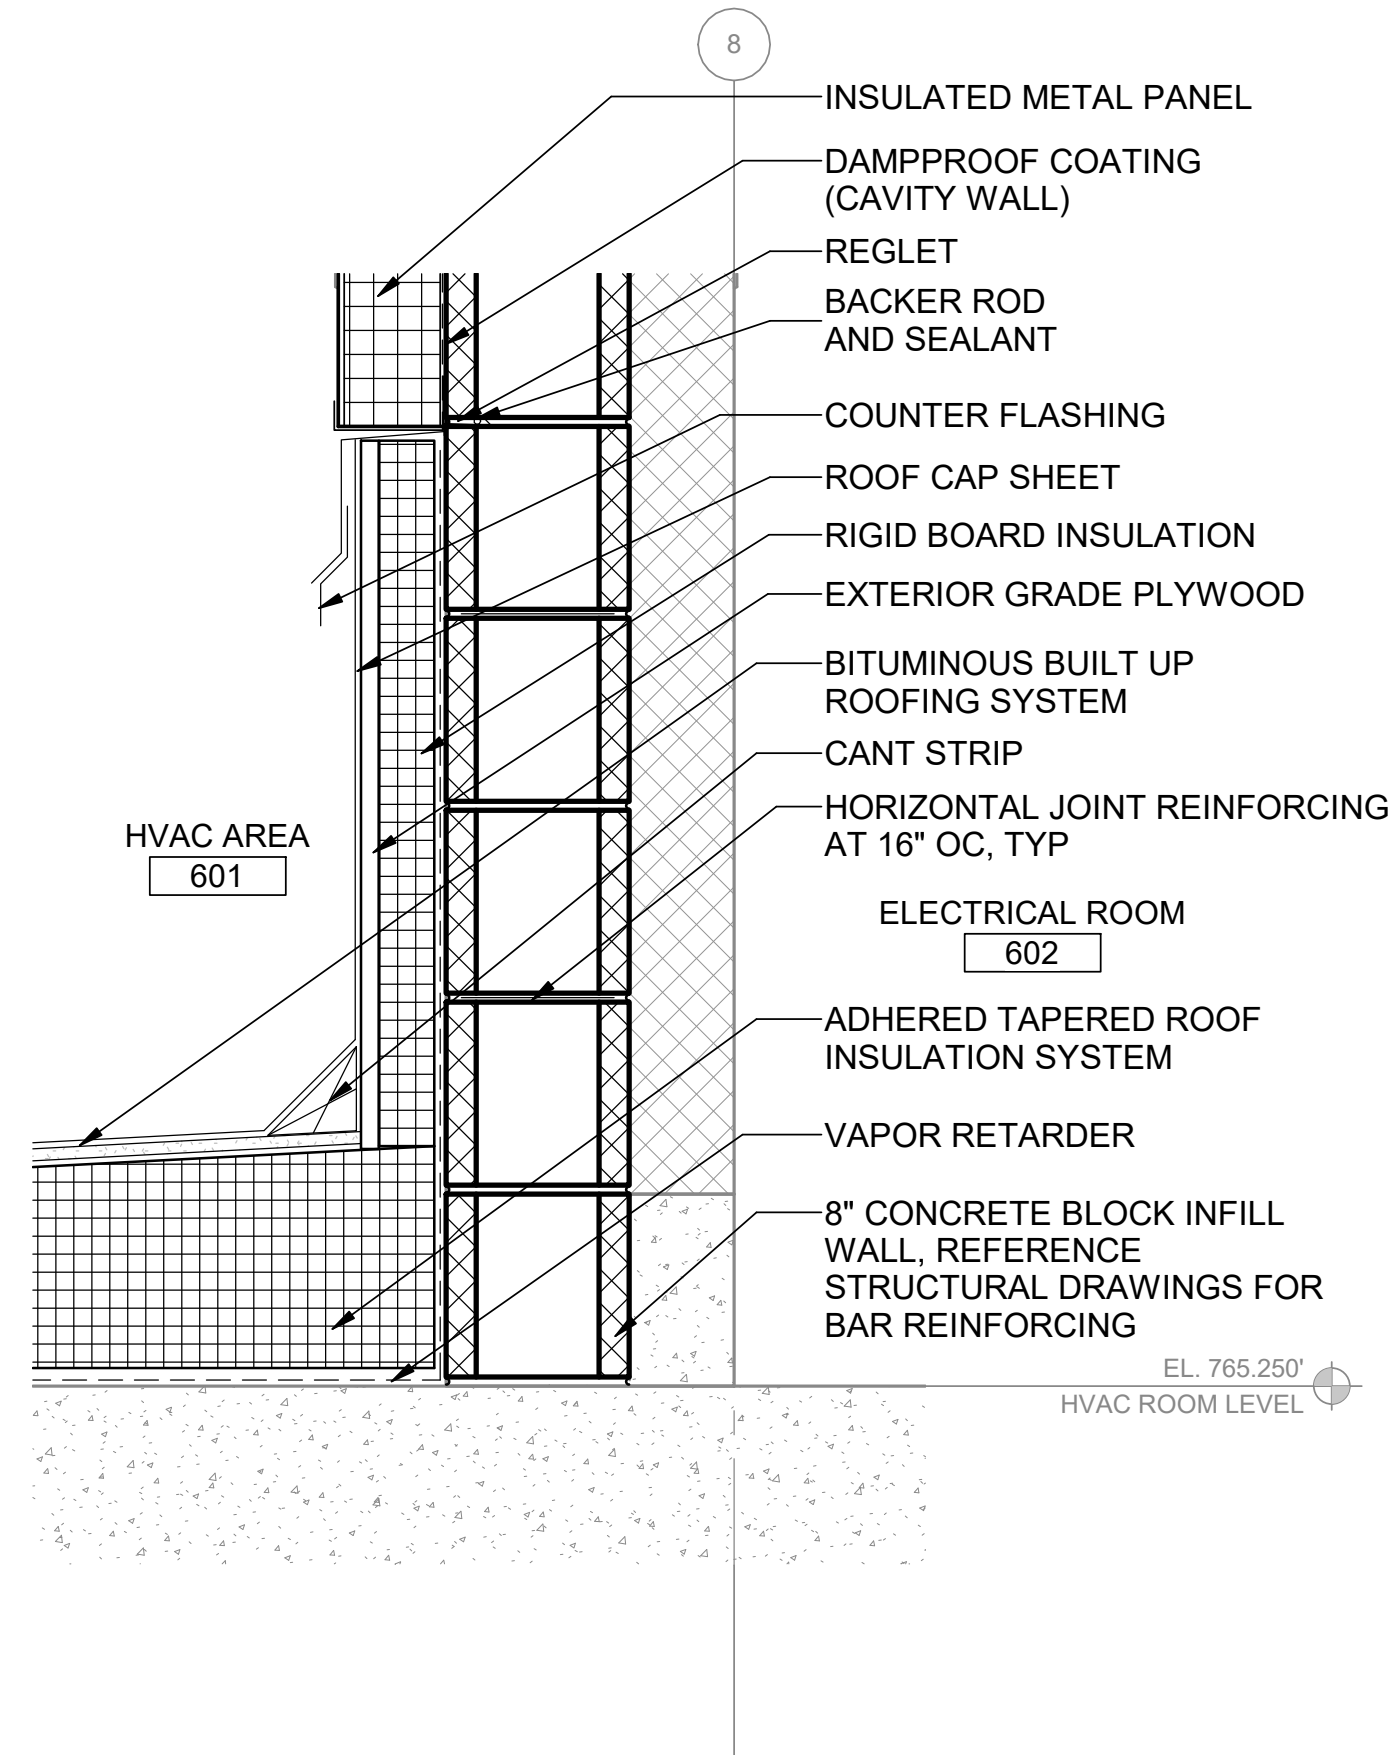 8
INSULATED METAL PANEL
DAMPPROOF COATING
(CAVITY WALL)
REGLET
BACKER ROD
AND SEALANT
COUNTER FLASHING
ROOF CAP SHEET
RIGID BOARD INSULATION
EXTERIOR GRADE PLYWOOD
BITUMINOUS BUILT UP
ROOFING SYSTEM
CANT STRIP
HORIZONTAL JOINT REINFORCING
AT 16" OC, TYP
HVAC AREA
601
ELECTRICAL ROOM
602
ADHERED TAPERED ROOF
INSULATION SYSTEM
VAPOR RETARDER
8" CONCRETE BLOCK INFILL
WALL, REFERENCE
STRUCTURAL DRAWINGS FOR
BAR REINFORCING
EL. 765.250'
HVAC ROOM LEVEL